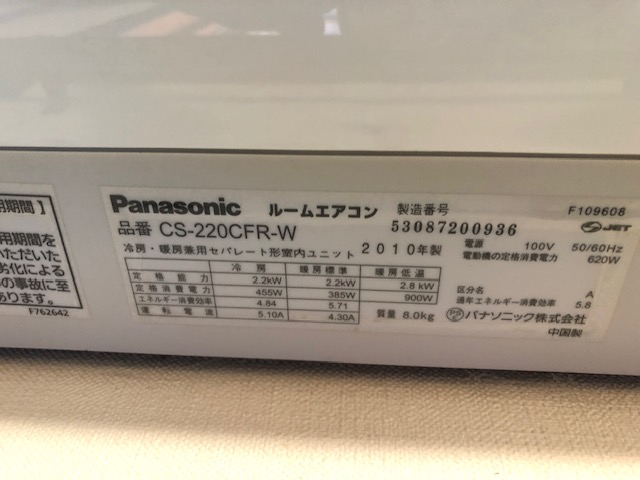 用期間】
用期間を
いただいた
劣化による
の事故に至
あります。
F762642
Panasonic ルームエアコン 製造番号 F109608
品番 CS-220CFR-W 53087200936 JET
冷房・暖房兼用セパレート形室内ユニット 2010年製 電源 100V 50/60Hz
電動機の定格消費電力 620W
冷房 暖房標準 暖房低温
定格能力 2.2kW 2.2kW 2.8kW
定格消費電力 455W 385W 900W
エネルギー消費効率 4.84 5.71
運転電流 5.10A 4.30A
質量 8.0kg
区分名 A
通年エネルギー消費効率 5.8
パナソニック株式会社
中国製